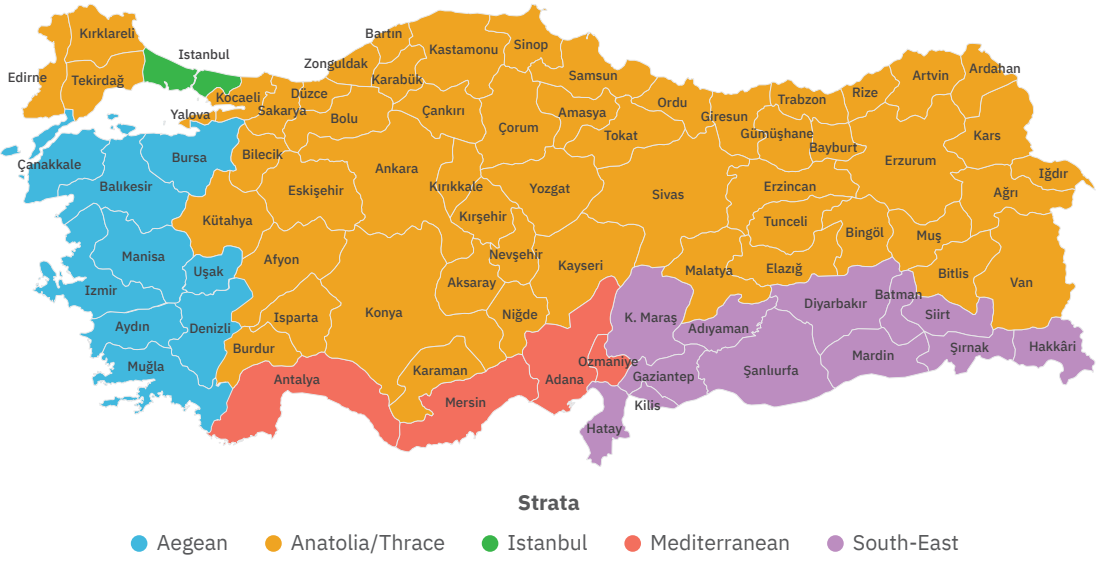 Kırklareli
Bartın
Sinop
Kastamonu
Istanbul
Zonguldak
Edirne
Tekirdağ
Karabük
Samsun
Artvin
Ardahan
Kocaeli
Düzce
Trabzon
Rize
Yalova
Sakarya
Bolu
Çankırı
Amasya
Ordu
Giresun
Çorum
Tokat
Gümüşhane
Bayburt
Kars
Çanakkale
Bursa
Bilecik
Ankara
Erzurum
Iğdır
Balıkesir
Eskişehir
Kırıkkale
Yozgat
Sivas
Erzincan
Ağrı
Kütahya
Kırşehir
Tunceli
Bingöl
Muş
Manisa
Uşak
Afyon
Nevşehir
Kayseri
Malatya
Elazığ
Bitlis
Van
Izmir
Aksaray
Diyarbakır
Batman
Siirt
Aydın
Denizli
Isparta
Konya
Niğde
K. Maraş
Adıyaman
Muğla
Burdur
Karaman
Ozmaniye
Mardin
Şırnak
Hakkâri
Antalya
Mersin
Adana
Gaziantep
Şanlıurfa
Kilis
Hatay
Strata
Aegean
Anatolia/Thrace
Istanbul
Mediterranean
South-East